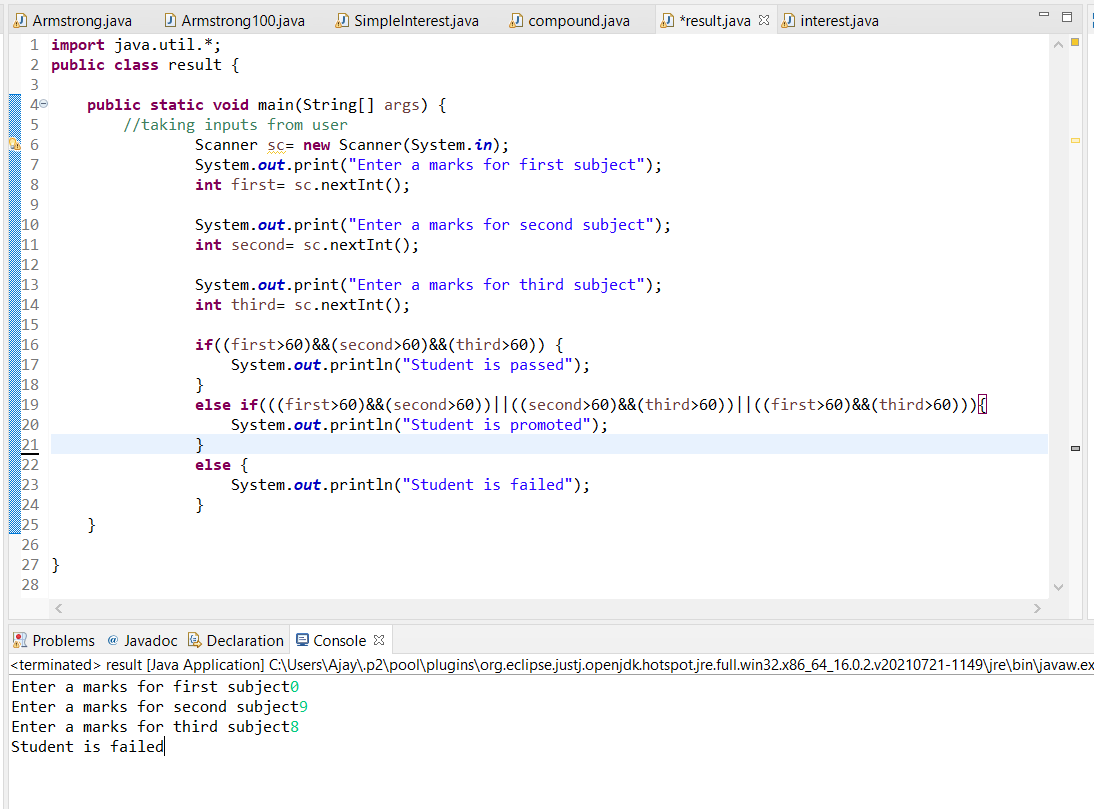 Armstrong.java Armstrong100.java SimpleInterest.java compound.java *result.java interest.java
1 import java.util.*;
2 public class result {
3
4 public static void main(String[] args) {
5 //taking inputs from user
6 Scanner sc= new Scanner(System.in);
7 System.out.print("Enter a marks for first subject");
8 int first= sc.nextInt();
9
10 System.out.print("Enter a marks for second subject");
11 int second= sc.nextInt();
12
13 System.out.print("Enter a marks for third subject");
14 int third= sc.nextInt();
15
16 if((first>60)&&(second>60)&&(third>60)) {
17 System.out.println("Student is passed");
18 }
19 else if(((first>60)&&(second>60))||((second>60)&&(third>60))||((first>60)&&(third>60))){
20 System.out.println("Student is promoted");
21 }
22 else {
23 System.out.println("Student is failed");
24 }
25 }
26
27 }
28
Problems @ Javadoc Declaration Console
<terminated> result [Java Application] C:\Users\Ajay\.p2\pool\plugins\org.eclipse.justj.openjdk.hotspot.jre.full.win32.x86_64_16.0.2.v20210721-1149\jre\bin\javaw.ex
Enter a marks for first subject0
Enter a marks for second subject9
Enter a marks for third subject8
Student is failed